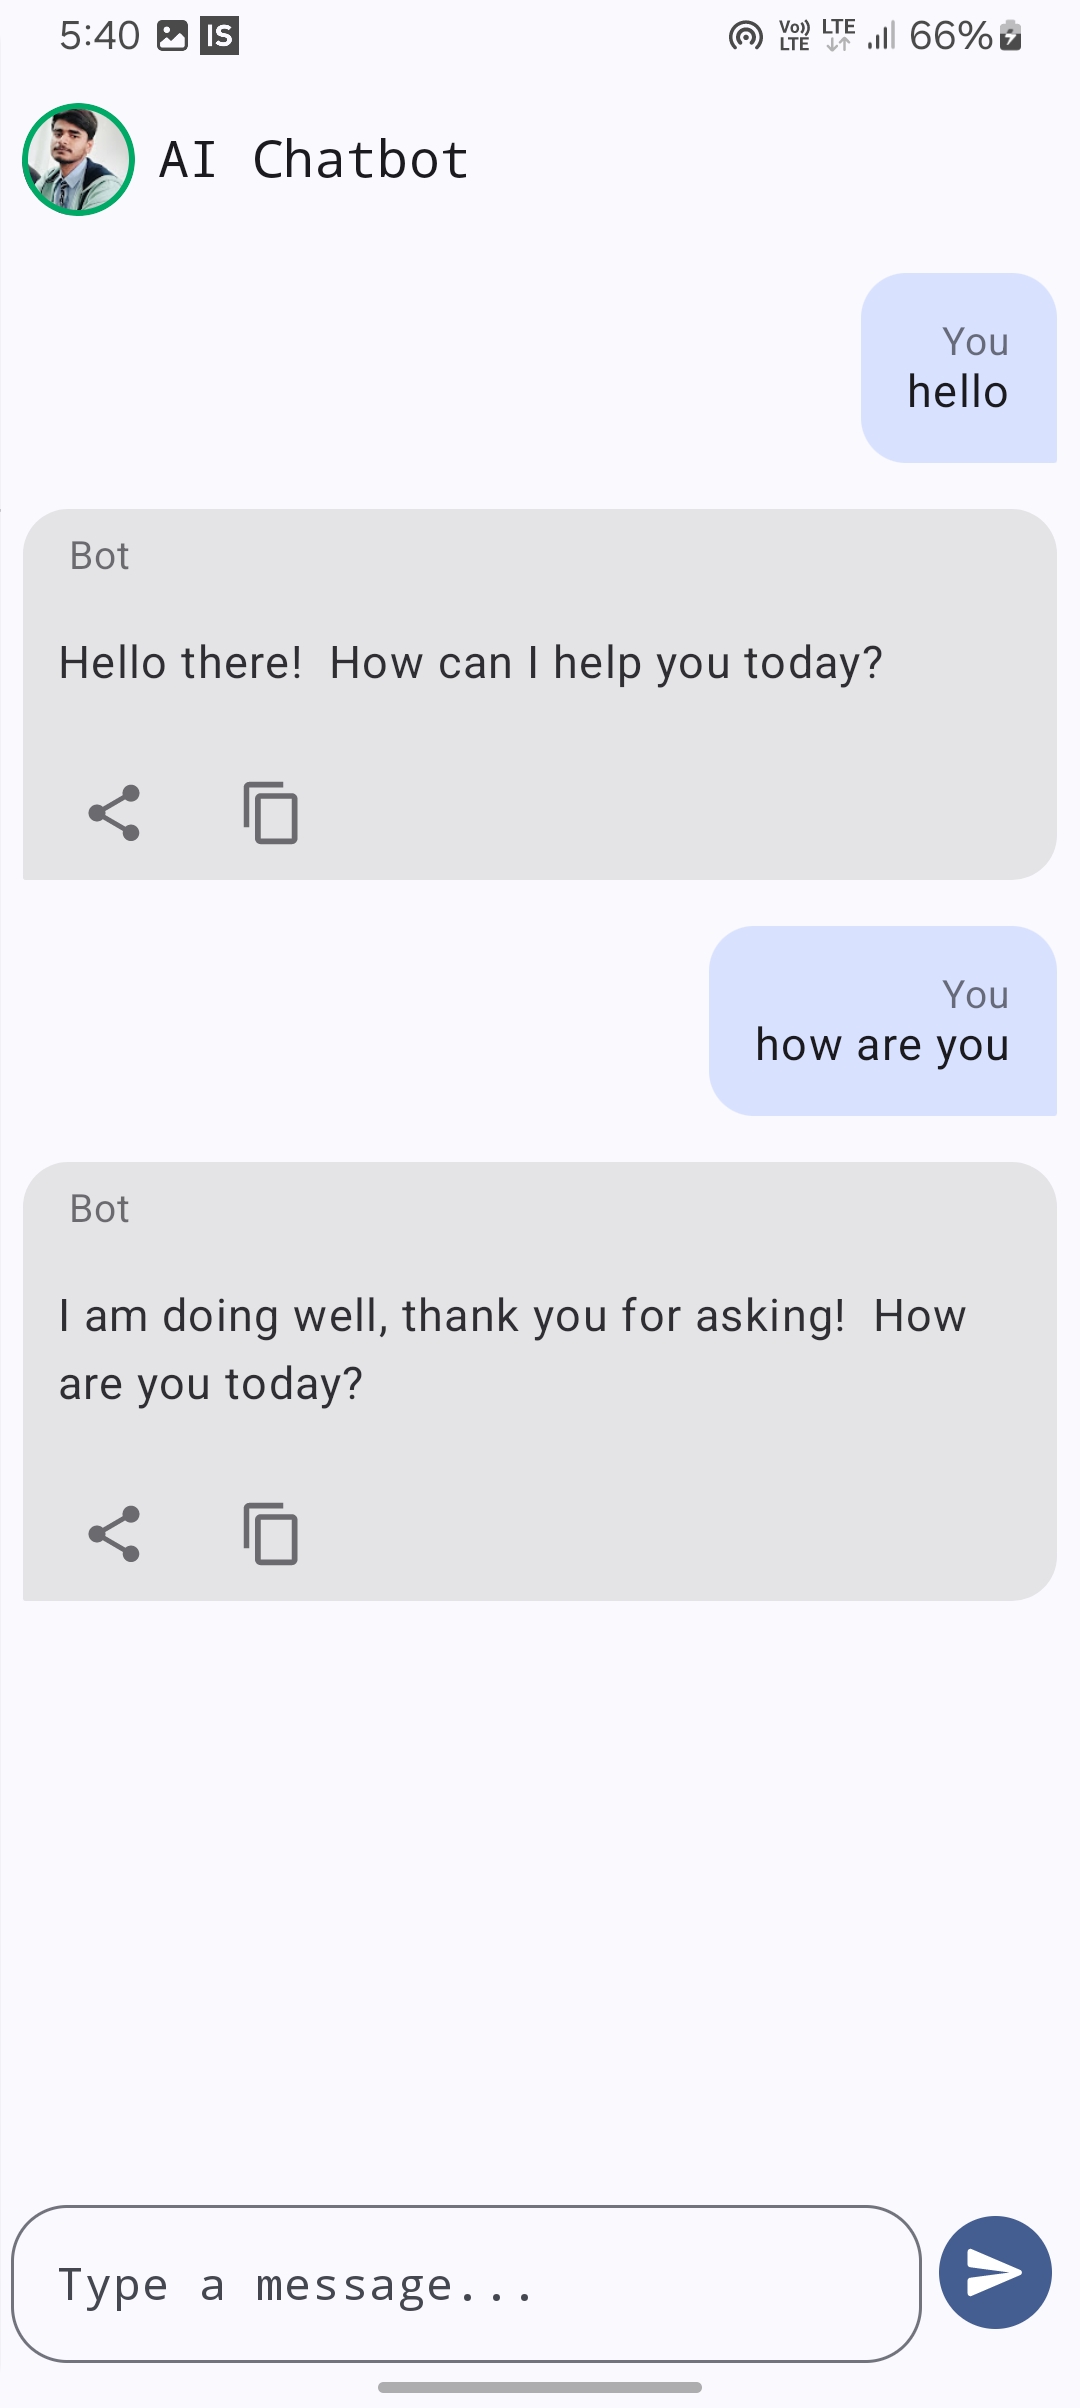 5:40 IS Vo)) LTE LTE 66%
AI Chatbot
You
hello
Bot
Hello there!  How can I help you today?
You
how are you
Bot
I am doing well, thank you for asking!  How
are you today?
Type a message...